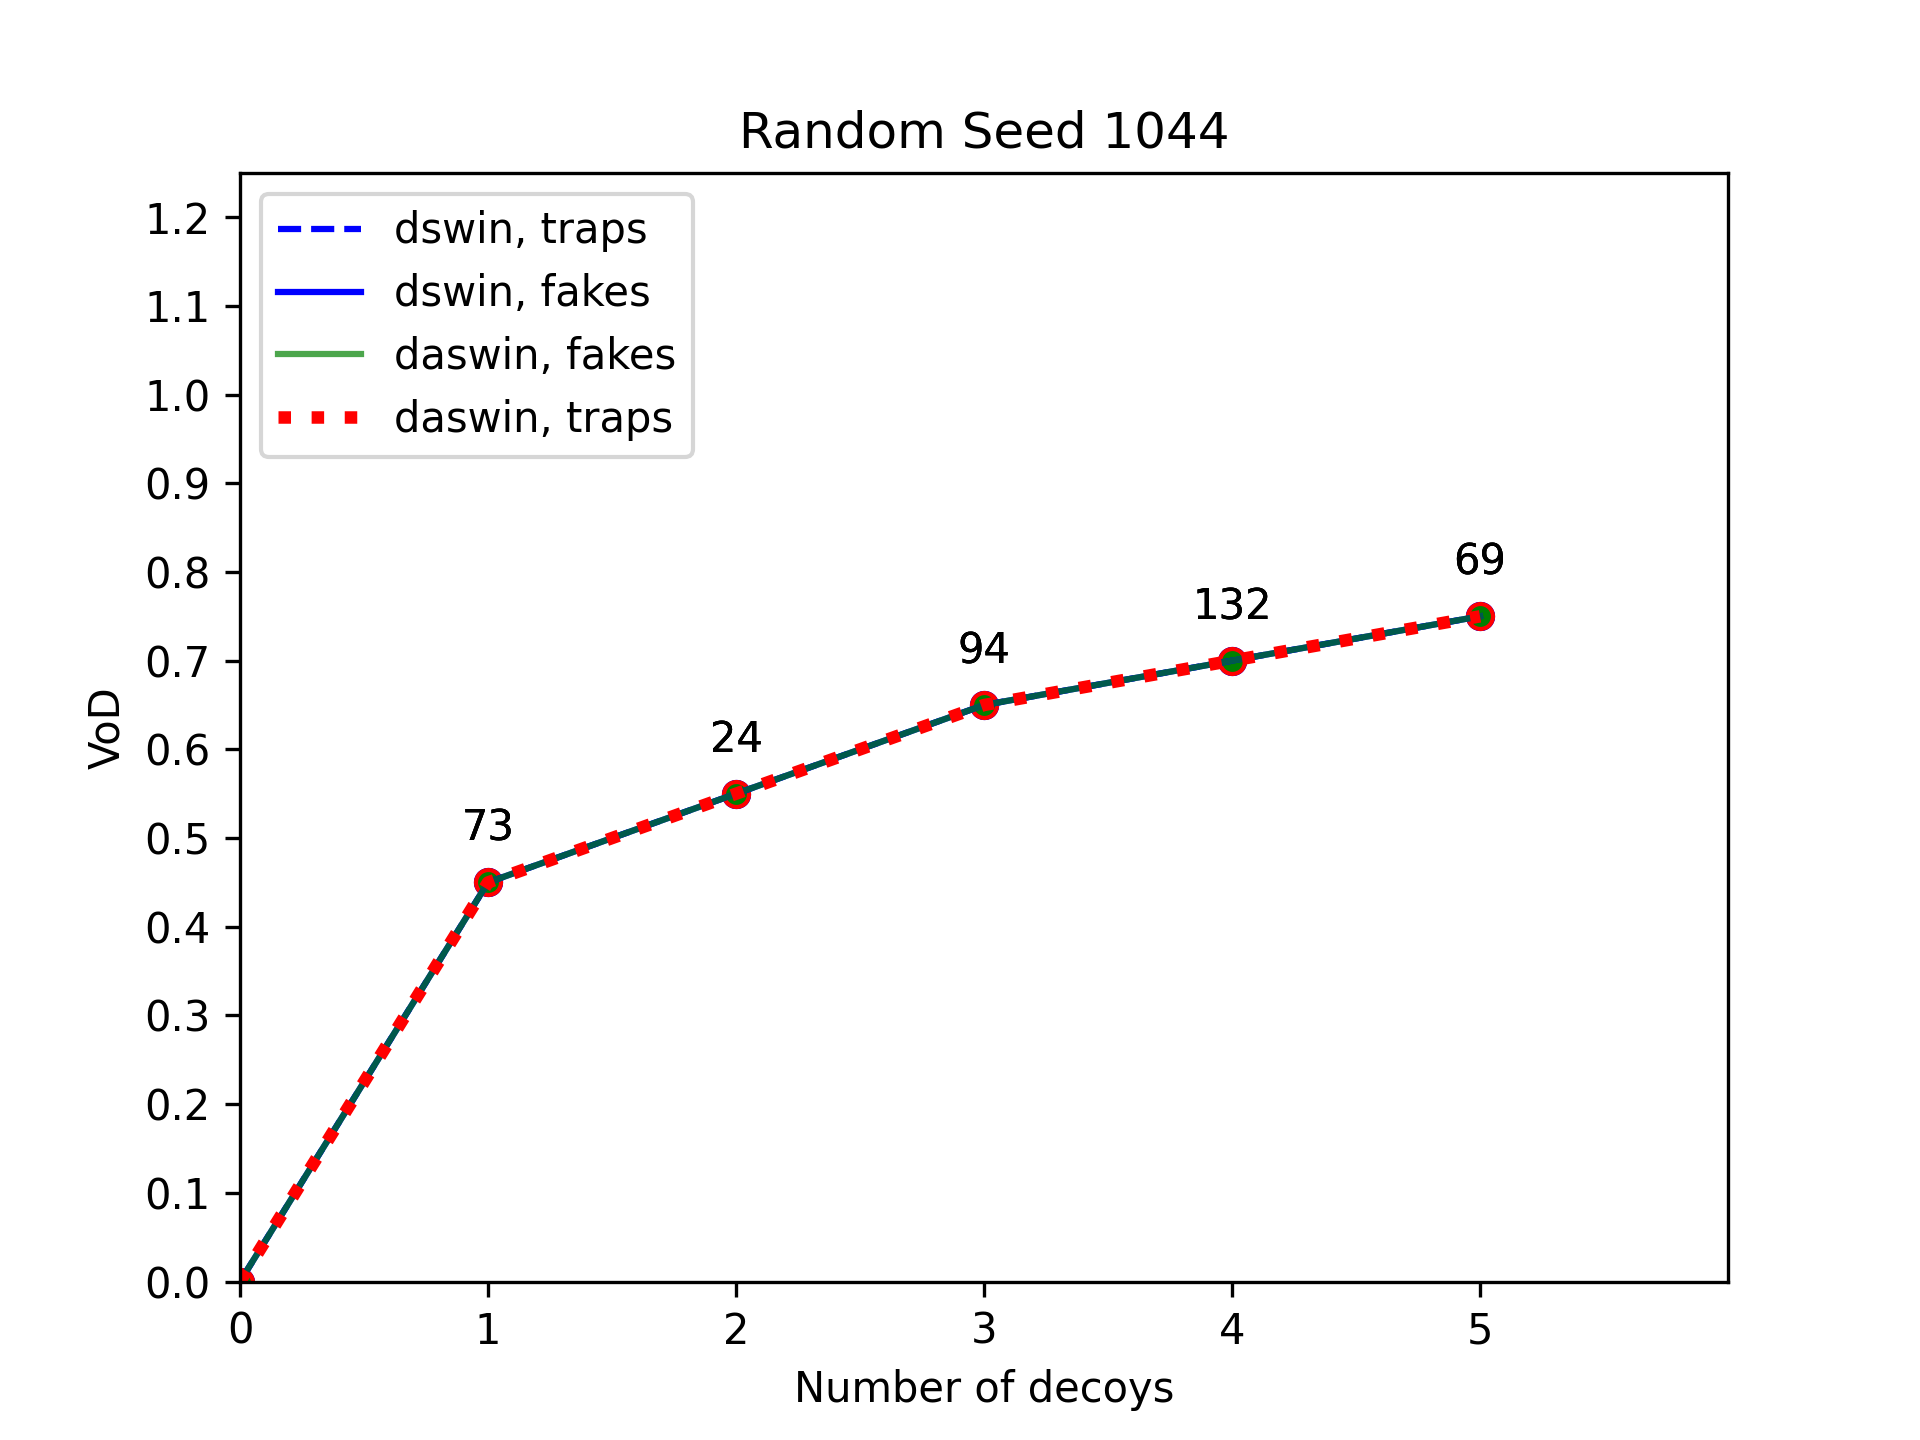 Random Seed 1044
dswin, traps
dswin, fakes
daswin, fakes
daswin, traps
1.2
1.1
1.0
0.9
0.8
0.7
0.6
0.5
0.4
0.3
0.2
0.1
0.0
VoD
73
24
94
132
69
0 1 2 3 4 5
Number of decoys